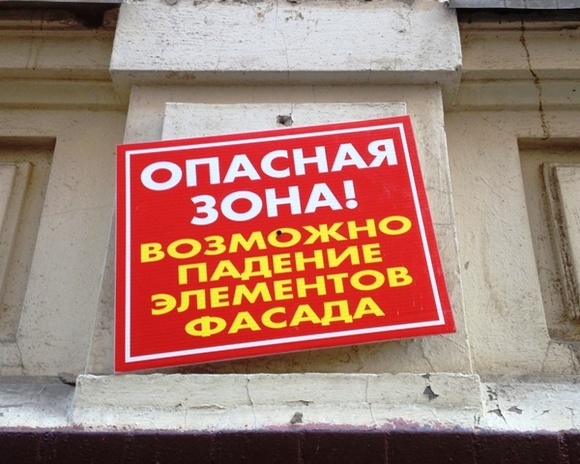 ОПАСНАЯ
ЗОНА!
ВОЗМОЖНО
ПАДЕНИЕ
ЭЛЕМЕНТОВ
ФАСАДА